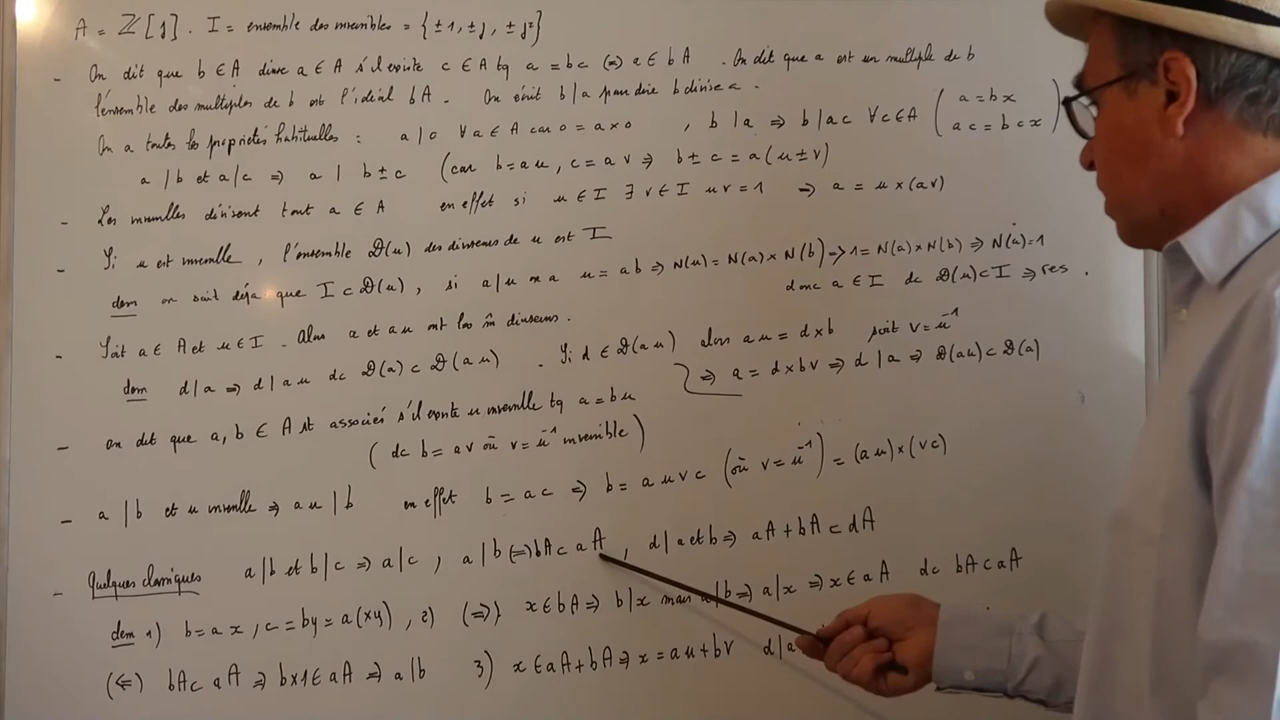 A = ℤ[j]. I = ensemble des inversibles = {±1, ±j, ±j²}
- On dit que b ∈ A divise a ∈ A s'il existe c ∈ A tq a = bc (⇔) a ∈ bA . On dit que a est un multiple de b
l'ensemble des multiples de b est l'idéal bA . On écrit b|a pour dire b divise a .
On a toutes les propriétés habituelles : a|0 ∀a ∈ A car 0 = a×0 , b|a ⇒ b|ac ∀c∈A ( a = bx
ac = bcx )
a|b et a|c ⇒ a | b±c (car b = au, c = av ⇒ b±c = a(u±v)
- Les inversibles divisent tout a ∈ A en effet si u ∈ I ∃ v ∈ I uv = 1 ⇒ a = u×(av)
- Si u est inversible, l'ensemble D(u) des diviseurs de u est I
dem on sait déja que I ⊂ D(u), si a|u on a u = ab ⇒ N(u) = N(a)×N(b) ⇒ 1 = N(a)×N(b) ⇒ N(a) = 1
donc a ∈ I dc D(u) ⊂ I ⇒ res .
- Soit a ∈ A et u ∈ I . Alors a et au ont les m̂ diviseurs .
dem d|a ⇒ d|au dc D(a) ⊂ D(au) . Si d ∈ D(au) alors au = d×b soit v = u⁻¹
⇒ a = d×bv ⇒ d|a ⇒ D(au) ⊂ D(a)
- on dit que a, b ∈ A st associés s'il existe u inversible tq a = bu
(dc b = av où v = u⁻¹ inversible)
- a|b et u inversible ⇒ au|b en effet b = ac ⇒ b = auvc (où v = u⁻¹) = (au)×(vc)
- Quelques classiques a|b et b|c ⇒ a|c , a|b (⇔) bA ⊂ aA , d|a et b ⇒ aA + bA ⊂ dA
dem 1) b = ax, c = by = a(xy) , 2) (⇒) x ∈ bA ⇒ b|x mais a|b ⇒ a|x ⇒ x ∈ aA dc bA ⊂ aA
(⇐) bA ⊂ aA ⇒ b×1 ∈ aA ⇒ a|b 3) x ∈ aA + bA ⇒ x = au + bv d|a